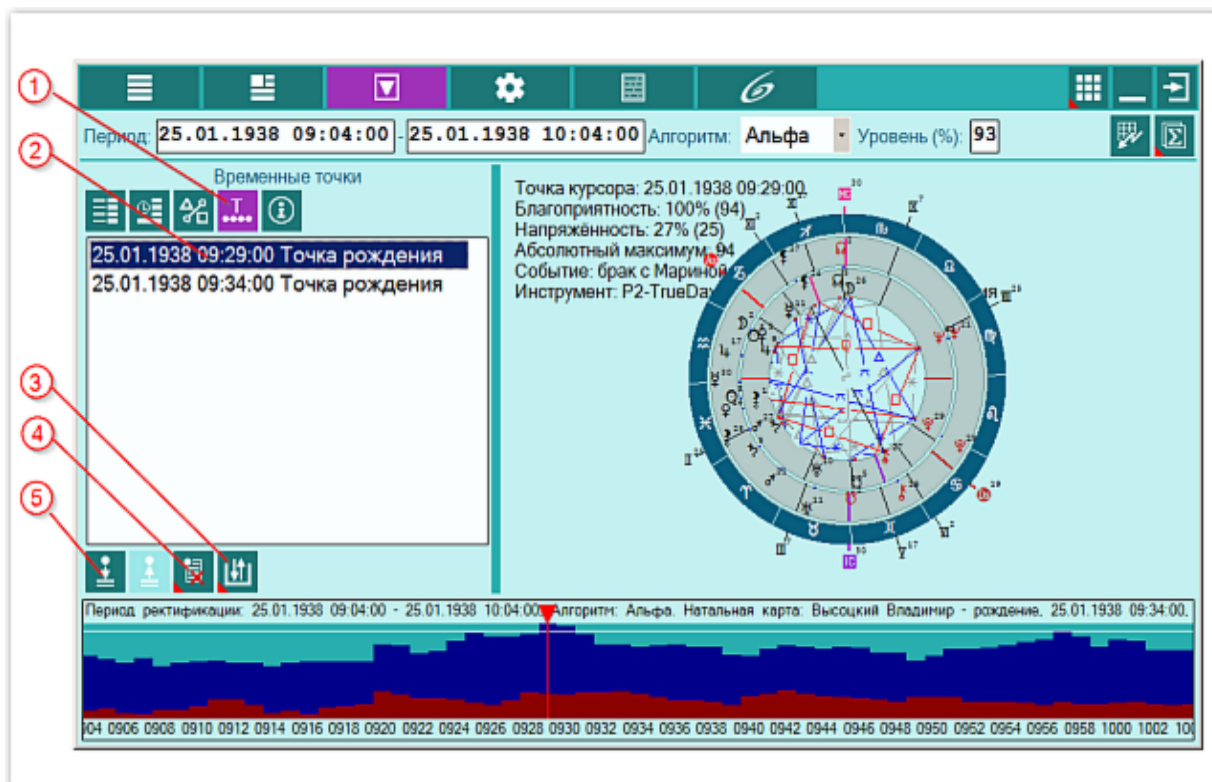 1
2
3
4
5
Период: 25.01.1938 09:04:00 - 25.01.1938 10:04:00 Алгоритм: Альфа Уровень (%): 93
Временные точки
25.01.1938 09:29:00 Точка рождения
25.01.1938 09:34:00 Точка рождения
Точка курсора: 25.01.1938 09:29:00
Благоприятность: 100% (94)
Напряжённость: 27% (25)
Абсолютный максимум: 94
Событие: брак с Мариной
Инструмент: P2-TrueDay
MC
IC
Период ректификации: 25.01.1938 09:04:00 - 25.01.1938 10:04:00. Алгоритм: Альфа. Натальная карта: Высоцкий Владимир - рождение, 25.01.1938 09:34:00,
904 0906 0908 0910 0912 0914 0916 0918 0920 0922 0924 0926 0928 0930 0932 0934 0936 0938 0940 0942 0944 0946 0948 0950 0952 0954 0956 0958 1000 1002 100